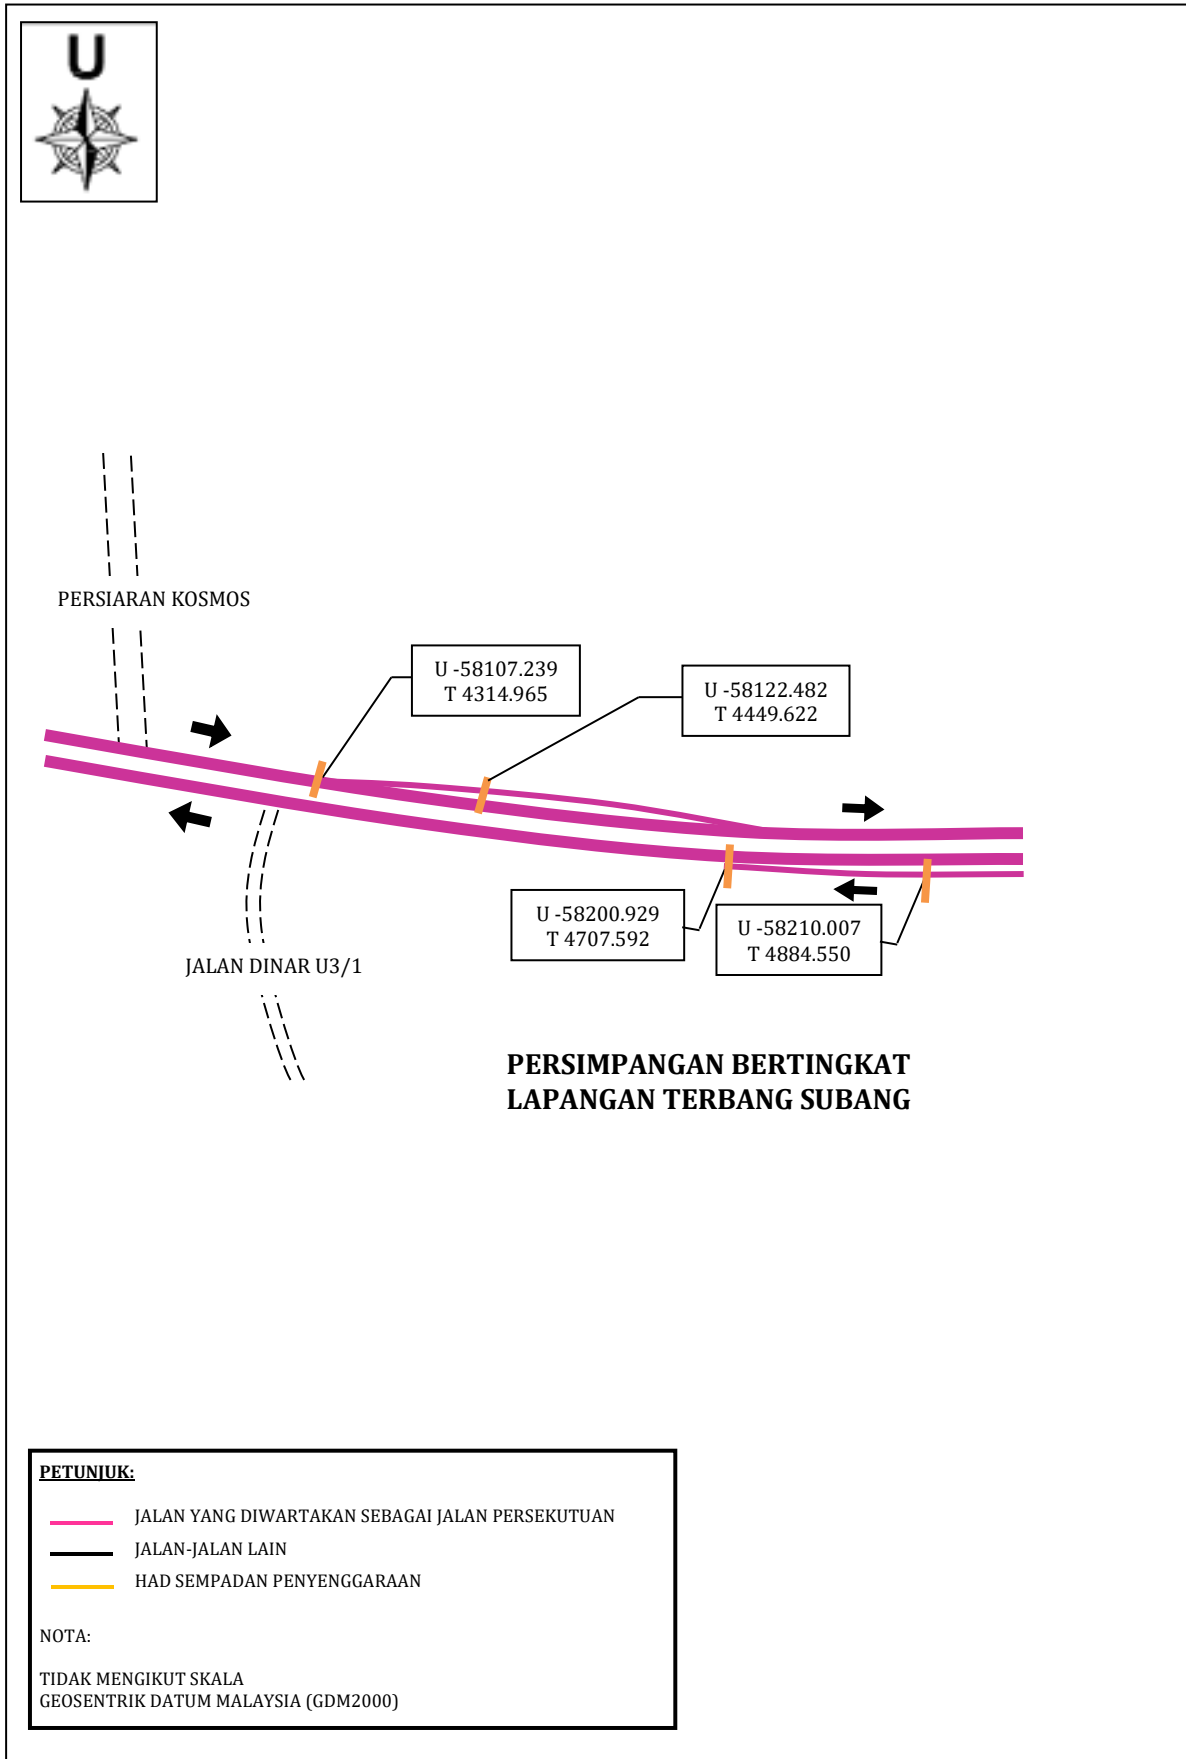 U
PERSIARAN KOSMOS
U -58107.239
T 4314.965
U -58122.482
T 4449.622
U -58200.929
T 4707.592
U -58210.007
T 4884.550
JALAN DINAR U3/1
PERSIMPANGAN BERTINGKAT
LAPANGAN TERBANG SUBANG
PETUNJUK:
JALAN YANG DIWARTAKAN SEBAGAI JALAN PERSEKUTUAN
JALAN-JALAN LAIN
HAD SEMPADAN PENYENGGARAAN
NOTA:
TIDAK MENGIKUT SKALA
GEOSENTRIK DATUM MALAYSIA (GDM2000)